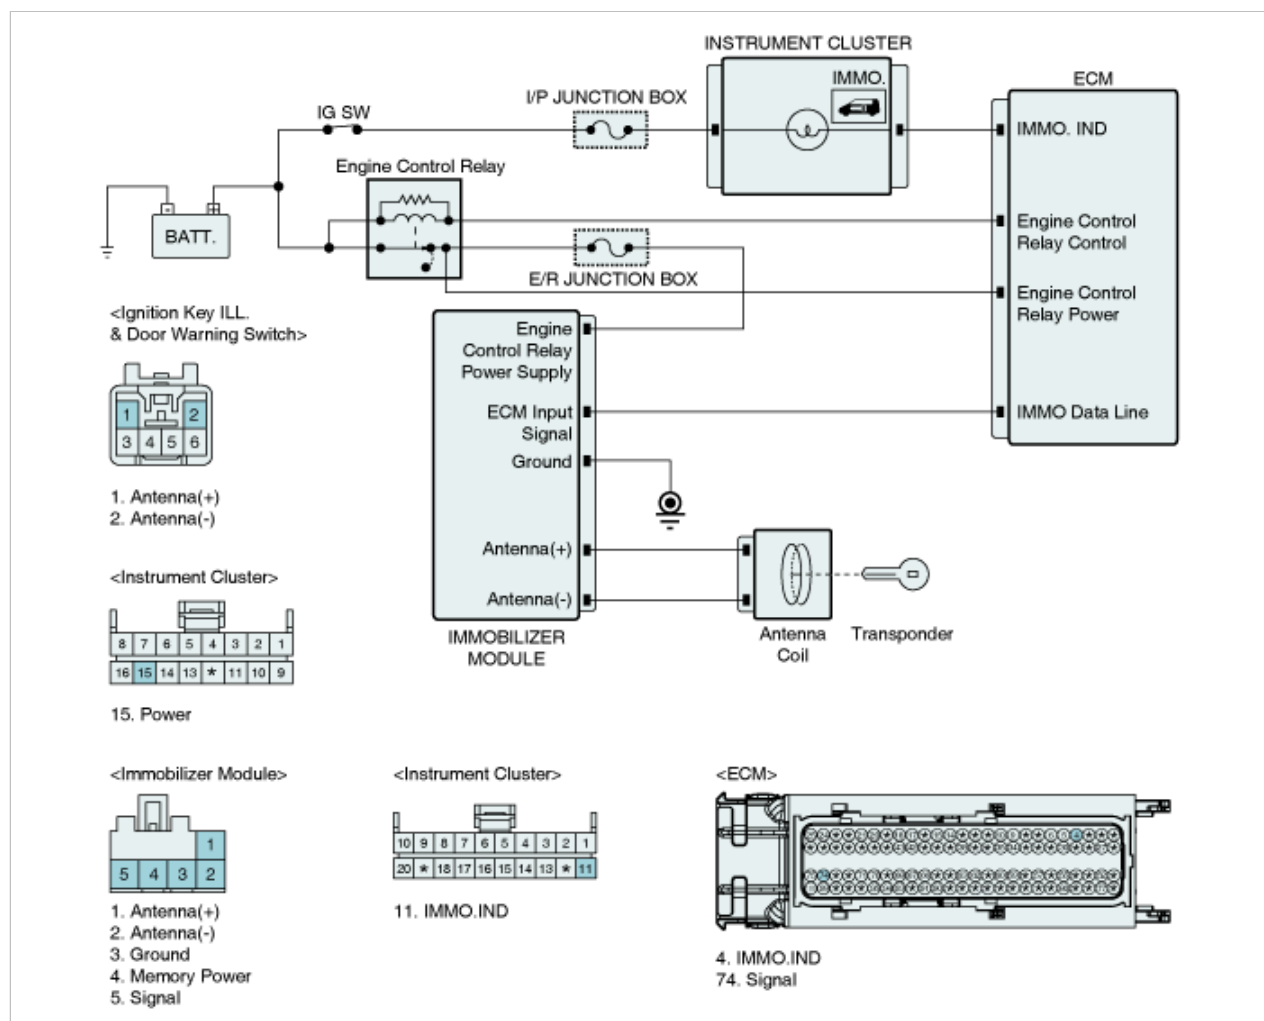 INSTRUMENT CLUSTER
IMMO.
ECM
I/P JUNCTION BOX
IG SW
IMMO. IND
Engine Control Relay
- +
BATT.
Engine Control
Relay Control
E/R JUNCTION BOX
Engine Control
Relay Power
<Ignition Key ILL.
& Door Warning Switch>
Engine
Control Relay
Power Supply
1 2
3 4 5 6
ECM Input
Signal
IMMO Data Line
Ground
1. Antenna(+)
2. Antenna(-)
Antenna(+)
Antenna(-)
<Instrument Cluster>
IMMOBILIZER
MODULE
Antenna
Coil
Transponder
8 7 6 5 4 3 2 1
16 15 14 13 * 11 10 9
15. Power
<Immobilizer Module>
1
5 4 3 2
1. Antenna(+)
2. Antenna(-)
3. Ground
4. Memory Power
5. Signal
<Instrument Cluster>
10 9 8 7 6 5 4 3 2 1
20 * 18 17 16 15 14 13 * 11
11. IMMO.IND
<ECM>
4. IMMO.IND
74. Signal